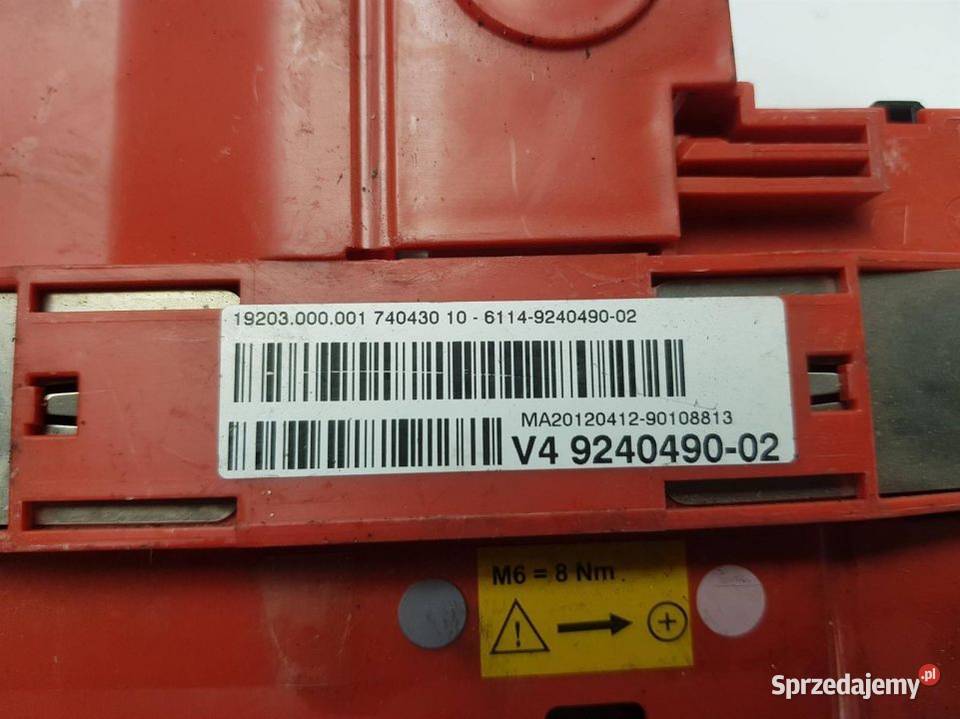 19203.000.001 740430 10 - 6114-9240490-02
MA20120412-90108813
V4 9240490-02
M6 = 8 Nm
Sprzedajemy.pl